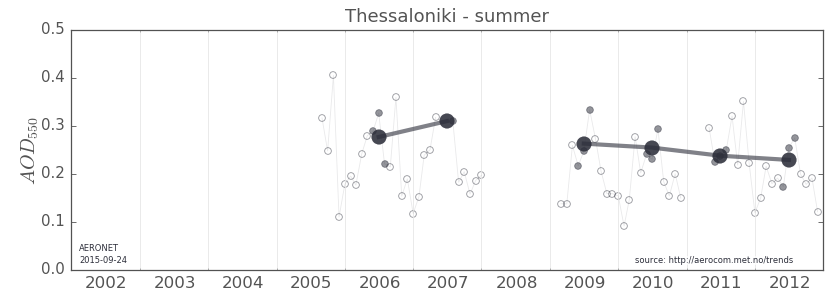 Thessaloniki - summer
0.5
0.4
0.3
0.2
0.1
0.0
AOD550
AERONET
2015-09-24
source: http://aerocom.met.no/trends
2002 2003 2004 2005 2006 2007 2008 2009 2010 2011 2012